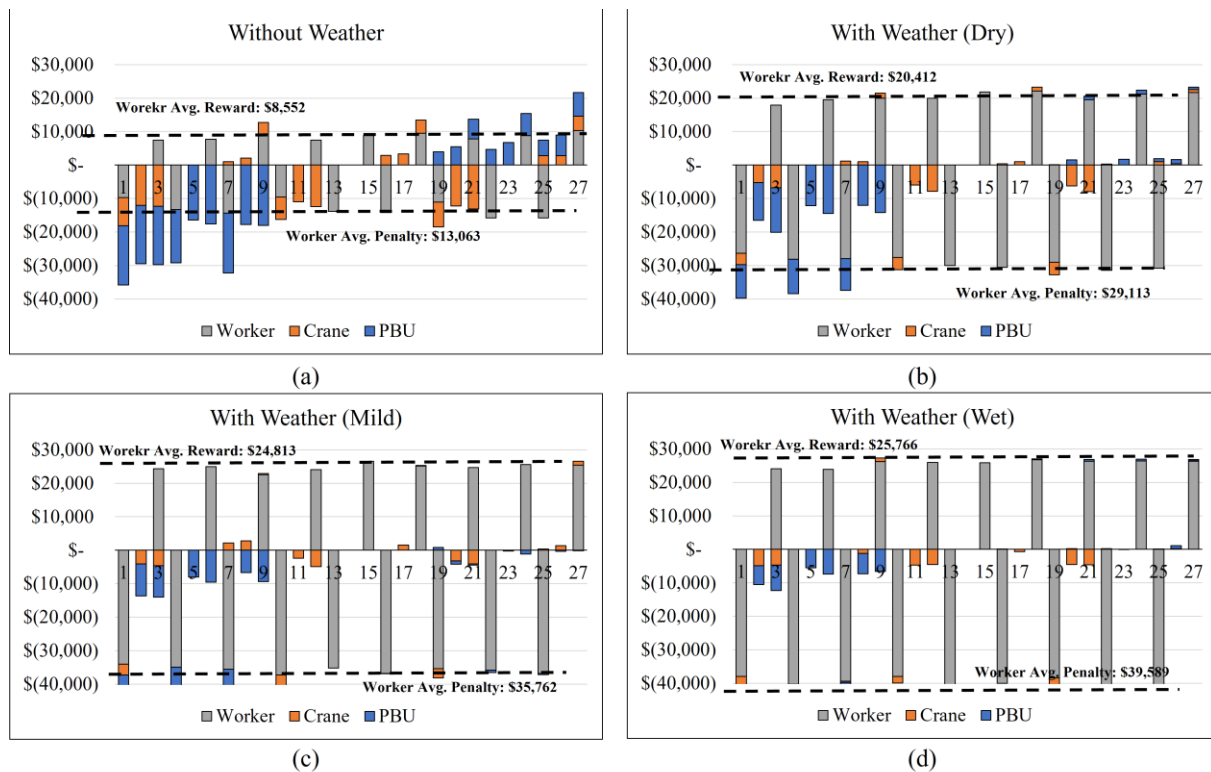 Without Weather
$30,000
$20,000
$10,000
$-
$(10,000)
$(20,000)
$(30,000)
$(40,000)
Worekr Avg. Reward: $8,552
1 3 5 7 9 11 13 15 17 19 21 23 25 27
Worker Avg. Penalty: $13,063
Worker Crane PBU
(a)
With Weather (Dry)
$30,000
$20,000
$10,000
$-
$(10,000)
$(20,000)
$(30,000)
$(40,000)
Worekr Avg. Reward: $20,412
1 3 5 7 9 11 13 15 17 19 21 23 25 27
Worker Avg. Penalty: $29,113
Worker Crane PBU
(b)
With Weather (Mild)
$30,000
$20,000
$10,000
$-
$(10,000)
$(20,000)
$(30,000)
$(40,000)
Worekr Avg. Reward: $24,813
1 3 5 7 9 11 13 15 17 19 21 23 25 27
Worker Avg. Penalty: $35,762
Worker Crane PBU
(c)
With Weather (Wet)
$30,000
$20,000
$10,000
$-
$(10,000)
$(20,000)
$(30,000)
$(40,000)
Worekr Avg. Reward: $25,766
1 3 5 7 9 11 13 15 17 19 21 23 25 27
Worker Avg. Penalty: $39,589
Worker Crane PBU
(d)